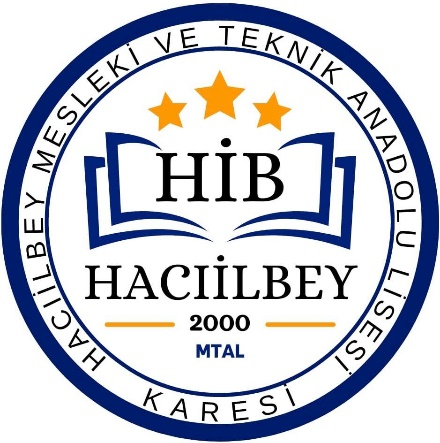 HACIİLBEY MESLEKİ VE TEKNİK ANADOLU LİSESİ
HİB
HACIİLBEY
2000
MTAL
KARESİ